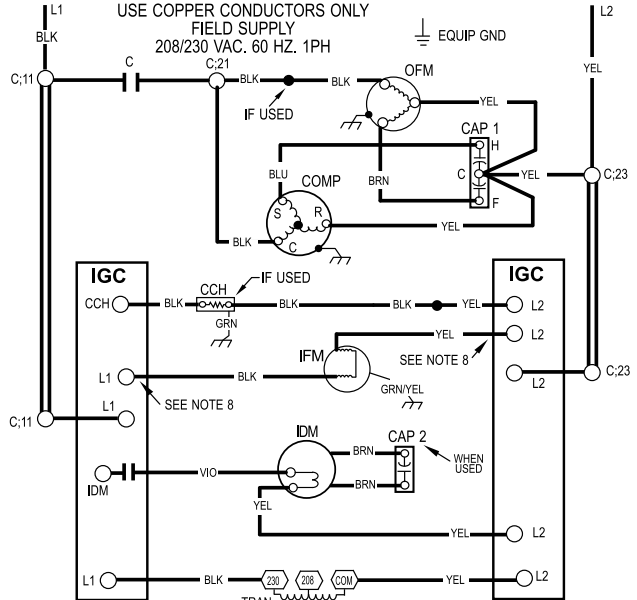 L1
USE COPPER CONDUCTORS ONLY
L2
BLK
FIELD SUPPLY
208/230 VAC. 60 HZ. 1PH
EQUIP GND
C
C;21
OFM
YEL
C;11
BLK
BLK
IF USED
YEL
CAP 1
H
BLU
COMP
BRN
C
YEL
C;23
S
R
F
YEL
BLK
C
IGC
IF USED
IGC
CCH
CCH
BLK
BLK
BLK
YEL
L2
GRN
YEL
L2
IFM
SEE NOTE 8
L1
BLK
L2
C;23
GRN/YEL
L1
SEE NOTE 8
C;11
IDM
CAP 2
BRN
WHEN
USED
VIO
IDM
BRN
YEL
YEL
L2
L1
BLK
230
208
COM
YEL
L2
TRAN